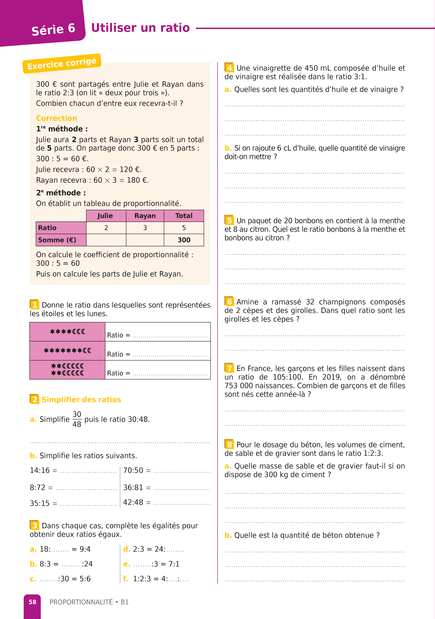 Série 6
Utiliser un ratio
Exercice corrigé
300 € sont partagés entre Julie et Rayan dans
le ratio 2:3 (on lit « deux pour trois »).
Combien chacun d'entre eux recevra-t-il ?
Correction
1re méthode :
Julie aura 2 parts et Rayan 3 parts soit un total
de 5 parts. On partage donc 300 € en 5 parts :
300 : 5 = 60 €.
Julie recevra : 60 × 2 = 120 €.
Rayan recevra : 60 × 3 = 180 €.
2e méthode :
On établit un tableau de proportionnalité.
Julie Rayan Total
Ratio 2 3 5
Somme (€) 300
On calcule le coefficient de proportionnalité :
300 : 5 = 60
Puis on calcule les parts de Julie et Rayan.
1 Donne le ratio dans lesquelles sont représentées
les étoiles et les lunes.
★★★★☾☾☾ Ratio = ....................
★★★★★★★☾☾ Ratio = ....................
★★☾☾☾☾☾
★★☾☾☾☾☾ Ratio = ....................
2 Simplifier des ratios
a. Simplifie 30/48 puis le ratio 30:48.
b. Simplifie les ratios suivants.
14:16 = .................... 70:50 = ....................
8:72 = .................... 36:81 = ....................
35:15 = .................... 42:48 = ....................
3 Dans chaque cas, complète les égalités pour
obtenir deux ratios égaux.
a. 18:........ = 9:4 d. 2:3 = 24:........
b. 8:3 = ........ :24 e. ........:3 = 7:1
c. ........:30 = 5:6 f. 1:2:3 = 4:....:....
4 Une vinaigrette de 450 mL composée d'huile et
de vinaigre est réalisée dans le ratio 3:1.
a. Quelles sont les quantités d'huile et de vinaigre ?
b. Si on rajoute 6 cL d'huile, quelle quantité de vinaigre
doit-on mettre ?
5 Un paquet de 20 bonbons en contient à la menthe
et 8 au citron. Quel est le ratio bonbons à la menthe et
bonbons au citron ?
6 Amine a ramassé 32 champignons composés
de 2 cèpes et des girolles. Dans quel ratio sont les
girolles et les cèpes ?
7 En France, les garçons et les filles naissent dans
un ratio de 105:100. En 2019, on a dénombré
753 000 naissances. Combien de garçons et de filles
sont nés cette année-là ?
8 Pour le dosage du béton, les volumes de ciment,
de sable et de gravier sont dans le ratio 1:2:3.
a. Quelle masse de sable et de gravier faut-il si on
dispose de 300 kg de ciment ?
b. Quelle est la quantité de béton obtenue ?
58 PROPORTIONNALITÉ • B1